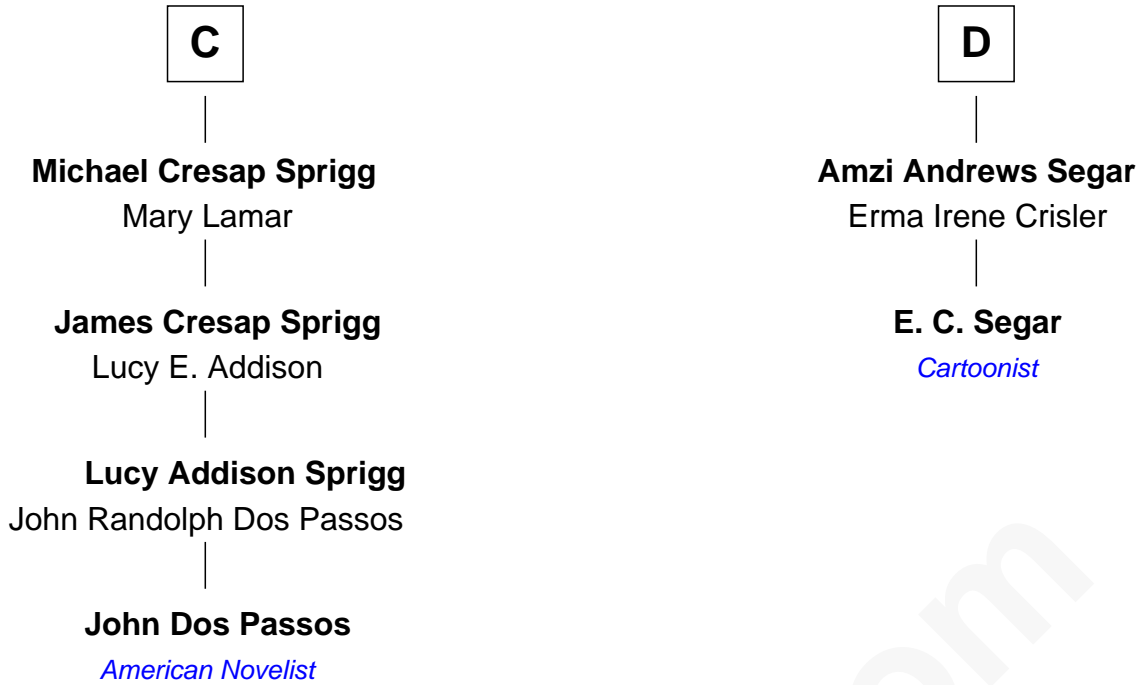 C
Michael Cresap Sprigg
Mary Lamar
James Cresap Sprigg
Lucy E. Addison
Lucy Addison Sprigg
John Randolph Dos Passos
John Dos Passos
American Novelist
D
Amzi Andrews Segar
Erma Irene Crisler
E. C. Segar
Cartoonist
om